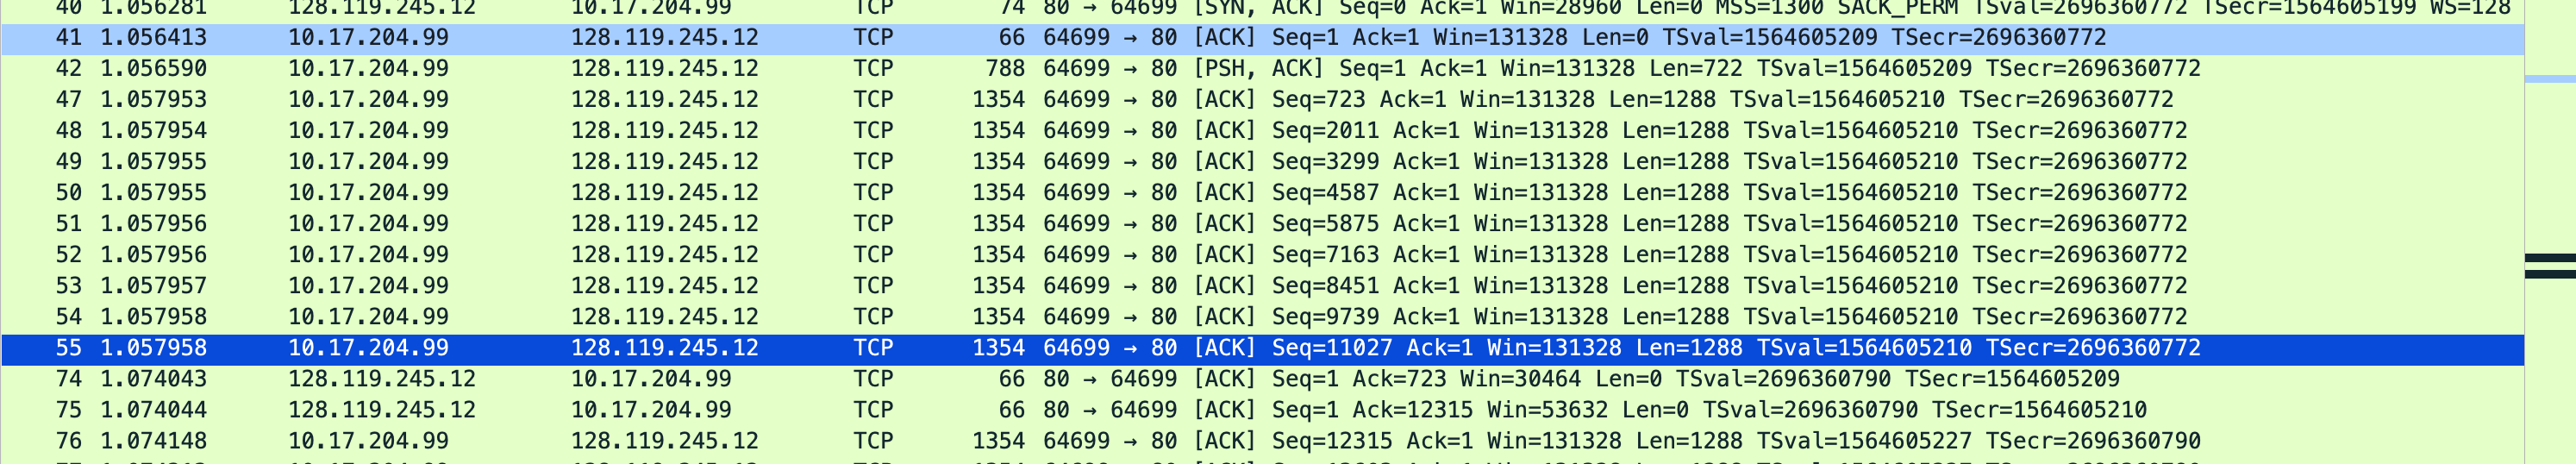 40 1.056281 128.119.245.12 10.17.204.99 TCP 74 80 → 64699 [SYN, ACK] Seq=0 Ack=1 Win=28960 Len=0 MSS=1300 SACK_PERM TSval=2696360772 TSecr=1564605199 WS=128
41 1.056413 10.17.204.99 128.119.245.12 TCP 66 64699 → 80 [ACK] Seq=1 Ack=1 Win=131328 Len=0 TSval=1564605209 TSecr=2696360772
42 1.056590 10.17.204.99 128.119.245.12 TCP 788 64699 → 80 [PSH, ACK] Seq=1 Ack=1 Win=131328 Len=722 TSval=1564605209 TSecr=2696360772
47 1.057953 10.17.204.99 128.119.245.12 TCP 1354 64699 → 80 [ACK] Seq=723 Ack=1 Win=131328 Len=1288 TSval=1564605210 TSecr=2696360772
48 1.057954 10.17.204.99 128.119.245.12 TCP 1354 64699 → 80 [ACK] Seq=2011 Ack=1 Win=131328 Len=1288 TSval=1564605210 TSecr=2696360772
49 1.057955 10.17.204.99 128.119.245.12 TCP 1354 64699 → 80 [ACK] Seq=3299 Ack=1 Win=131328 Len=1288 TSval=1564605210 TSecr=2696360772
50 1.057955 10.17.204.99 128.119.245.12 TCP 1354 64699 → 80 [ACK] Seq=4587 Ack=1 Win=131328 Len=1288 TSval=1564605210 TSecr=2696360772
51 1.057956 10.17.204.99 128.119.245.12 TCP 1354 64699 → 80 [ACK] Seq=5875 Ack=1 Win=131328 Len=1288 TSval=1564605210 TSecr=2696360772
52 1.057956 10.17.204.99 128.119.245.12 TCP 1354 64699 → 80 [ACK] Seq=7163 Ack=1 Win=131328 Len=1288 TSval=1564605210 TSecr=2696360772
53 1.057957 10.17.204.99 128.119.245.12 TCP 1354 64699 → 80 [ACK] Seq=8451 Ack=1 Win=131328 Len=1288 TSval=1564605210 TSecr=2696360772
54 1.057958 10.17.204.99 128.119.245.12 TCP 1354 64699 → 80 [ACK] Seq=9739 Ack=1 Win=131328 Len=1288 TSval=1564605210 TSecr=2696360772
55 1.057958 10.17.204.99 128.119.245.12 TCP 1354 64699 → 80 [ACK] Seq=11027 Ack=1 Win=131328 Len=1288 TSval=1564605210 TSecr=2696360772
74 1.074043 128.119.245.12 10.17.204.99 TCP 66 80 → 64699 [ACK] Seq=1 Ack=723 Win=30464 Len=0 TSval=2696360790 TSecr=1564605209
75 1.074044 128.119.245.12 10.17.204.99 TCP 66 80 → 64699 [ACK] Seq=1 Ack=12315 Win=53632 Len=0 TSval=2696360790 TSecr=1564605210
76 1.074148 10.17.204.99 128.119.245.12 TCP 1354 64699 → 80 [ACK] Seq=12315 Ack=1 Win=131328 Len=1288 TSval=1564605227 TSecr=2696360790